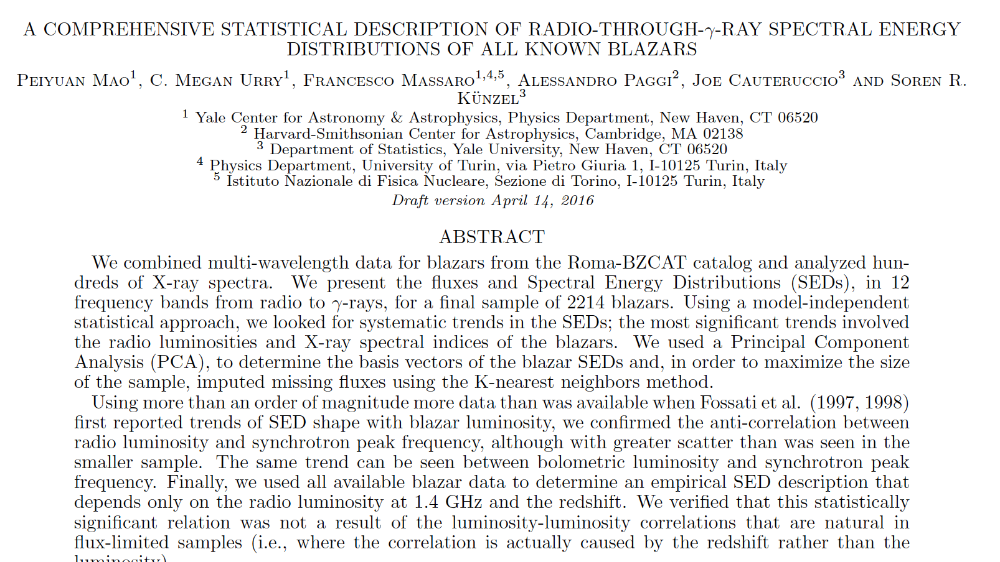 A COMPREHENSIVE STATISTICAL DESCRIPTION OF RADIO-THROUGH-γ-RAY SPECTRAL ENERGY
DISTRIBUTIONS OF ALL KNOWN BLAZARS
Peiyuan Mao1, C. Megan Urry1, Francesco Massaro1,4,5, Alessandro Paggi2, Joe Cauteruccio3 and Soren R.
Künzel3
1 Yale Center for Astronomy & Astrophysics, Physics Department, New Haven, CT 06520
2 Harvard-Smithsonian Center for Astrophysics, Cambridge, MA 02138
3 Department of Statistics, Yale University, New Haven, CT 06520
4 Physics Department, University of Turin, via Pietro Giuria 1, I-10125 Turin, Italy
5 Istituto Nazionale di Fisica Nucleare, Sezione di Torino, I-10125 Turin, Italy
Draft version April 14, 2016
ABSTRACT
We combined multi-wavelength data for blazars from the Roma-BZCAT catalog and analyzed hun-
dreds of X-ray spectra. We present the fluxes and Spectral Energy Distributions (SEDs), in 12
frequency bands from radio to γ-rays, for a final sample of 2214 blazars. Using a model-independent
statistical approach, we looked for systematic trends in the SEDs; the most significant trends involved
the radio luminosities and X-ray spectral indices of the blazars. We used a Principal Component
Analysis (PCA), to determine the basis vectors of the blazar SEDs and, in order to maximize the size
of the sample, imputed missing fluxes using the K-nearest neighbors method.
Using more than an order of magnitude more data than was available when Fossati et al. (1997, 1998)
first reported trends of SED shape with blazar luminosity, we confirmed the anti-correlation between
radio luminosity and synchrotron peak frequency, although with greater scatter than was seen in the
smaller sample. The same trend can be seen between bolometric luminosity and synchrotron peak
frequency. Finally, we used all available blazar data to determine an empirical SED description that
depends only on the radio luminosity at 1.4 GHz and the redshift. We verified that this statistically
significant relation was not a result of the luminosity-luminosity correlations that are natural in
flux-limited samples (i.e., where the correlation is actually caused by the redshift rather than the
luminosity)